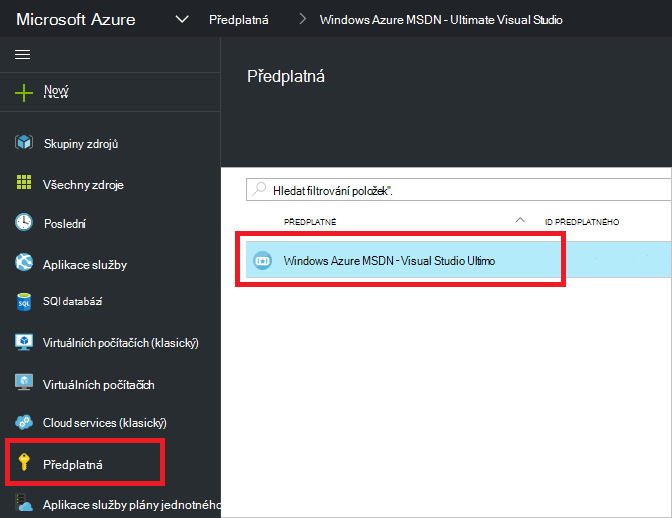 Microsoft Azure Předplatná Windows Azure MSDN - Ultimate Visual Studio
Předplatná
Nový
Skupiny zdrojů
Všechny zdroje
Poslední
Aplikace služby
SQl databází
Virtuálních počítačích (klasický)
Virtuálních počítačích
Cloud services (klasický)
Předplatná
Aplikace služby plány jednotného
Hledat filtrování položek".
PŘEDPLATNÉ ID PŘEDPLATNÉHO
Windows Azure MSDN - Visual Studio Ultimo